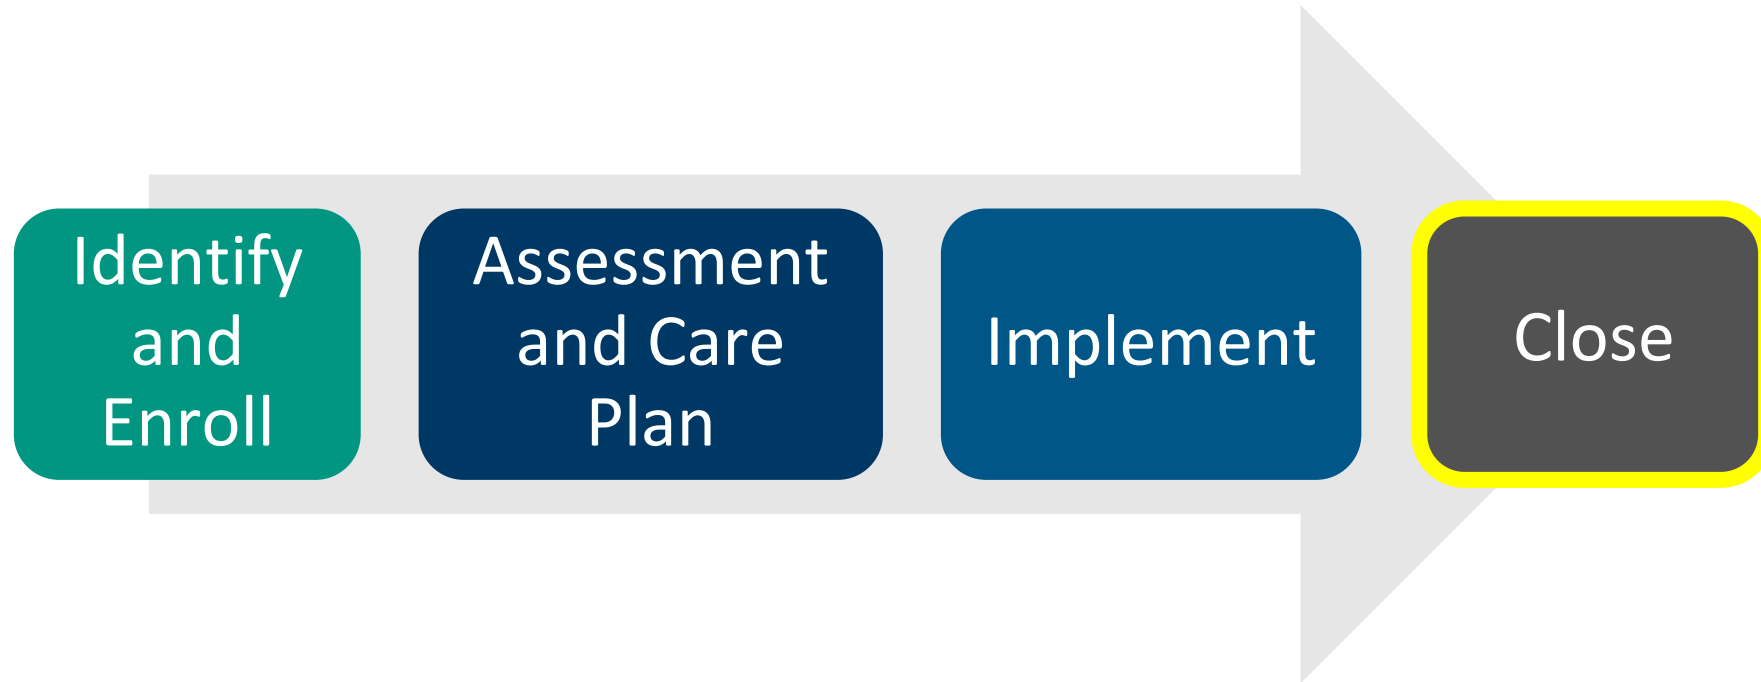 Identify
and
Enroll
Assessment
and Care
Plan
Implement
Close